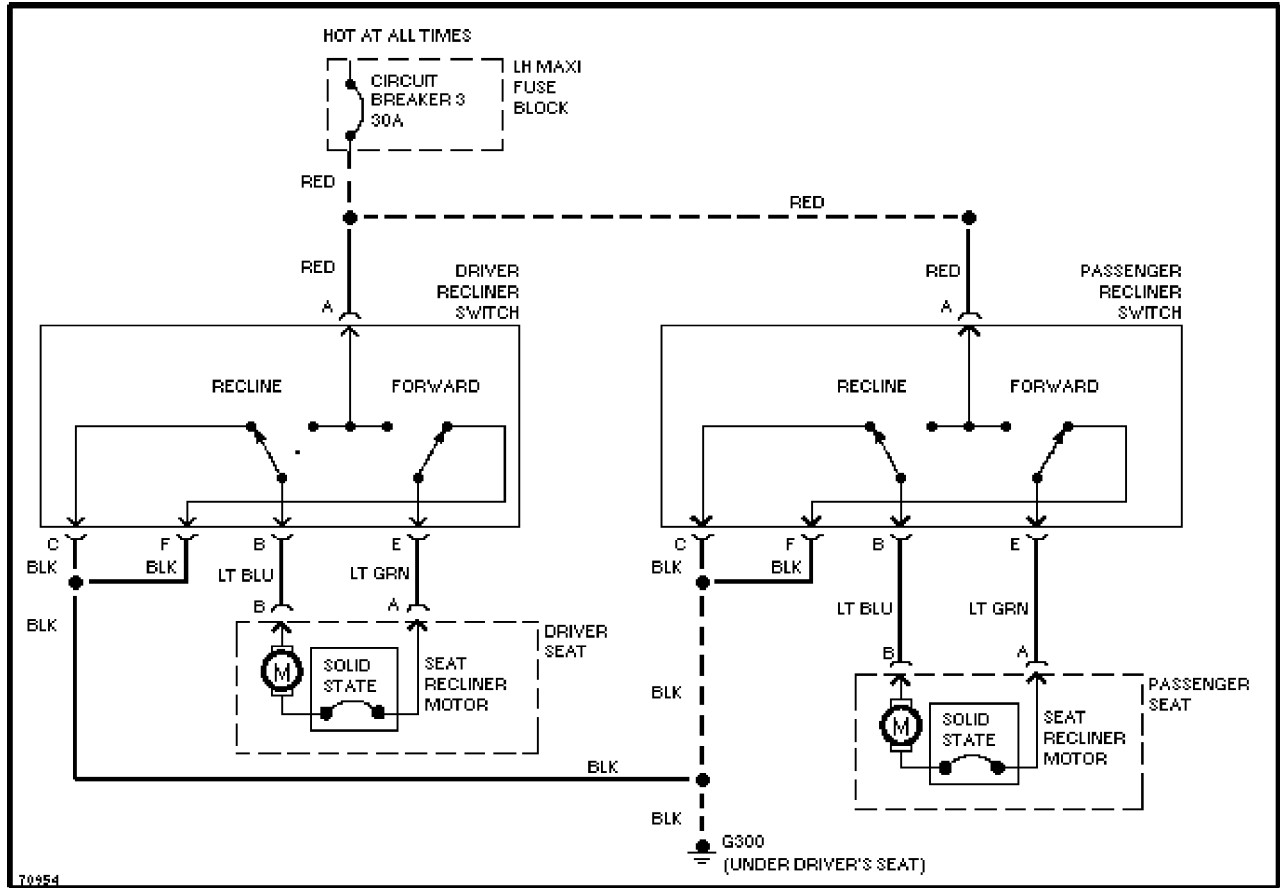 HOT AT ALL TIMES
CIRCUIT
BREAKER 3
30A
LH MAXI
FUSE
BLOCK
RED
RED
RED
DRIVER
RECLINER
SWITCH
A
RED
PASSENGER
RECLINER
SWITCH
A
RECLINE
FORWARD
RECLINE
FORWARD
C
F
B
E
C
F
B
E
BLK
BLK
LT BLU
LT GRN
BLK
BLK
BLK
B
A
LT BLU
LT GRN
DRIVER
SEAT
M
SOLID
STATE
SEAT
RECLINER
MOTOR
B
A
BLK
PASSENGER
SEAT
M
SOLID
STATE
SEAT
RECLINER
MOTOR
BLK
BLK
G300
(UNDER DRIVER'S SEAT)
70954